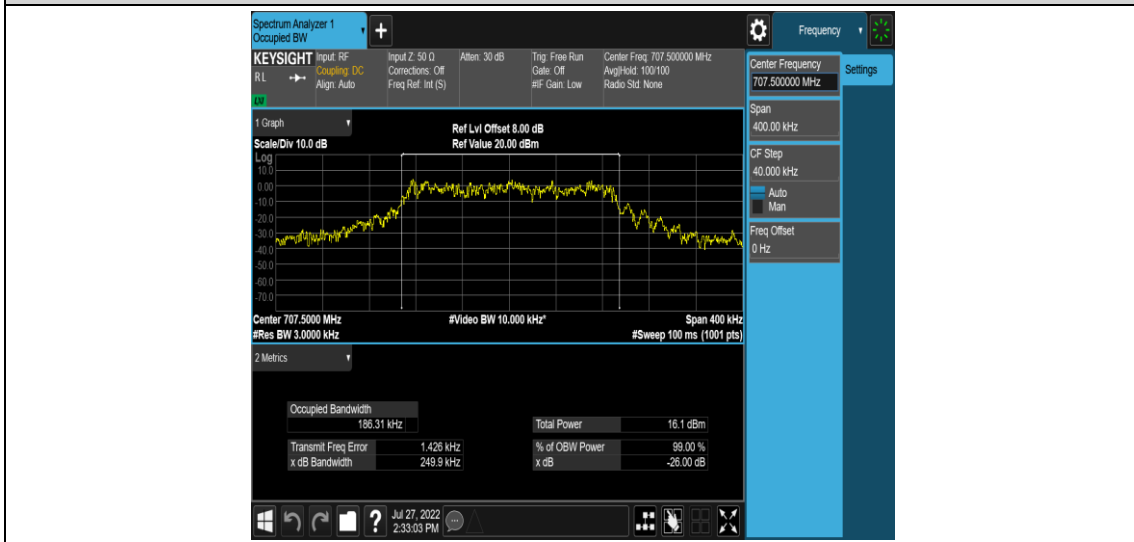 Spectrum Analyzer 1
Occupied BW
+
Frequency
KEYSIGHT Input: RF Input Z: 50 Ω Atten: 30 dB Trig: Free Run Center Freq: 707.500000 MHz
RL Coupling: DC Corrections: Off Gate: Off Avg|Hold: 100/100
Align: Auto Freq Ref: Int (S) #IF Gain: Low Radio Std: None
LXI
Center Frequency
707.500000 MHz
Settings
Span
400.00 kHz
CF Step
40.000 kHz
Auto
Man
Freq Offset
0 Hz
1 Graph
Ref Lvl Offset 8.00 dB
Scale/Div 10.0 dB Ref Value 20.00 dBm
Log
10.0
0.00
-10.0
-20.0
-30.0
-40.0
-50.0
-60.0
-70.0
Center 707.5000 MHz #Video BW 10.000 kHz* Span 400 kHz
#Res BW 3.0000 kHz #Sweep 100 ms (1001 pts)
2 Metrics
Occupied Bandwidth
186.31 kHz Total Power 16.1 dBm
Transmit Freq Error 1.426 kHz % of OBW Power 99.00 %
x dB Bandwidth 249.9 kHz x dB -26.00 dB
? Jul 27, 2022
2:33:03 PM